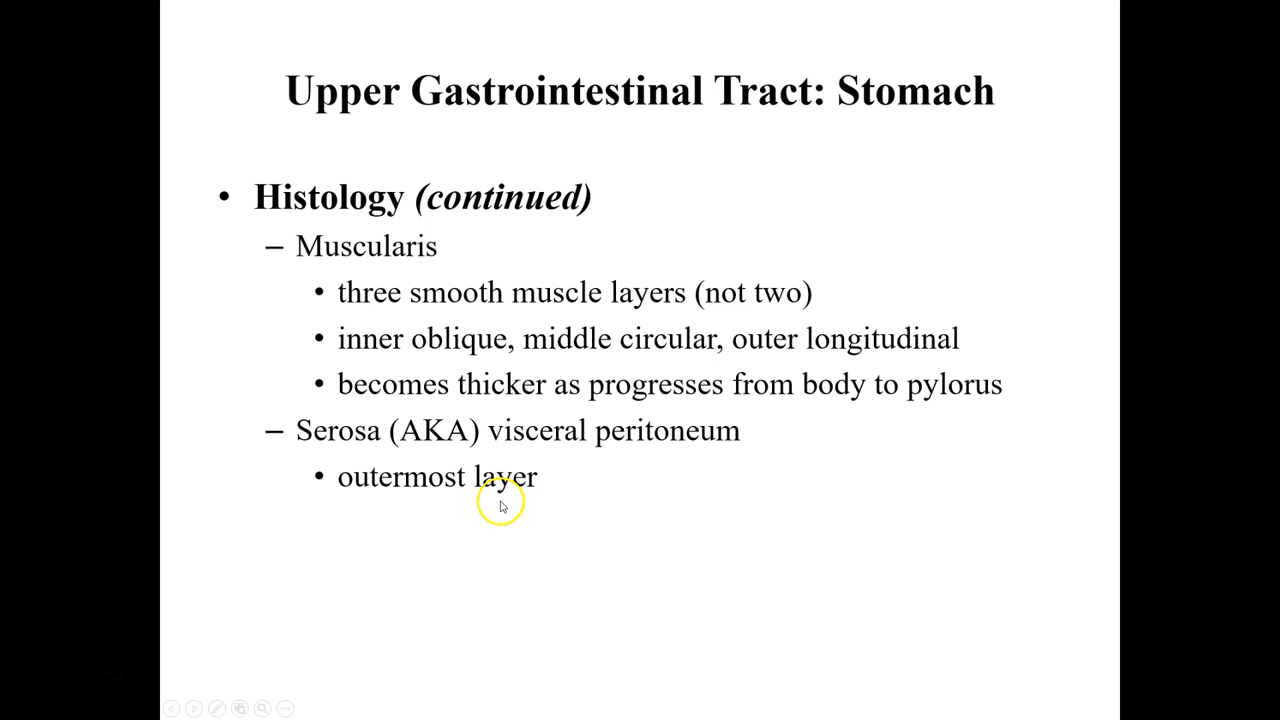 Upper Gastrointestinal Tract: Stomach
• Histology (continued)
– Muscularis
• three smooth muscle layers (not two)
• inner oblique, middle circular, outer longitudinal
• becomes thicker as progresses from body to pylorus
– Serosa (AKA) visceral peritoneum
• outermost layer